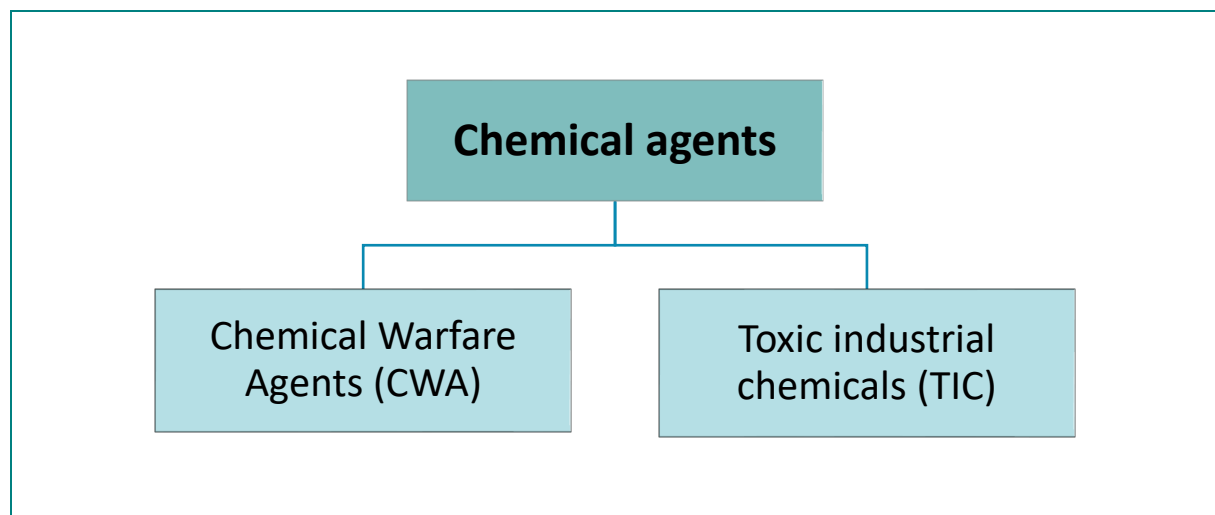 Chemical agents
Chemical Warfare
Agents (CWA)
Toxic industrial
chemicals (TIC)